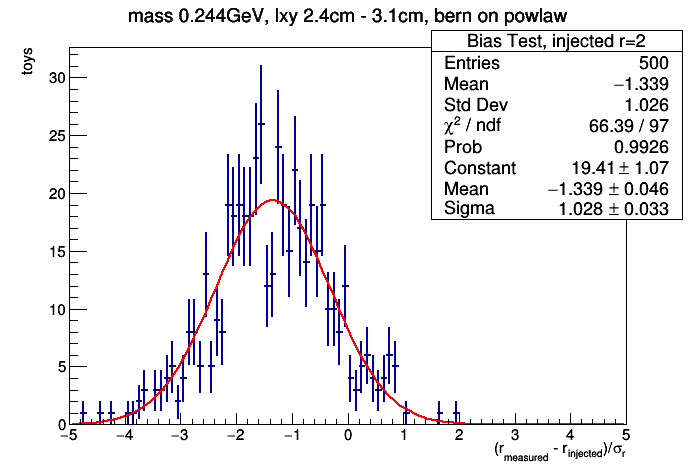 mass 0.244GeV, lxy 2.4cm - 3.1cm, bern on powlaw
toys
Bias Test, injected r=2
Entries 500
Mean −1.339
Std Dev 1.026
χ² / ndf 66.39 / 97
Prob 0.9926
Constant 19.41 ± 1.07
Mean −1.339 ± 0.046
Sigma 1.028 ± 0.033
30
25
20
15
10
5
0
−5 −4 −3 −2 −1 0 1 2 3 4 5
(r_measured - r_injected)/σ_r